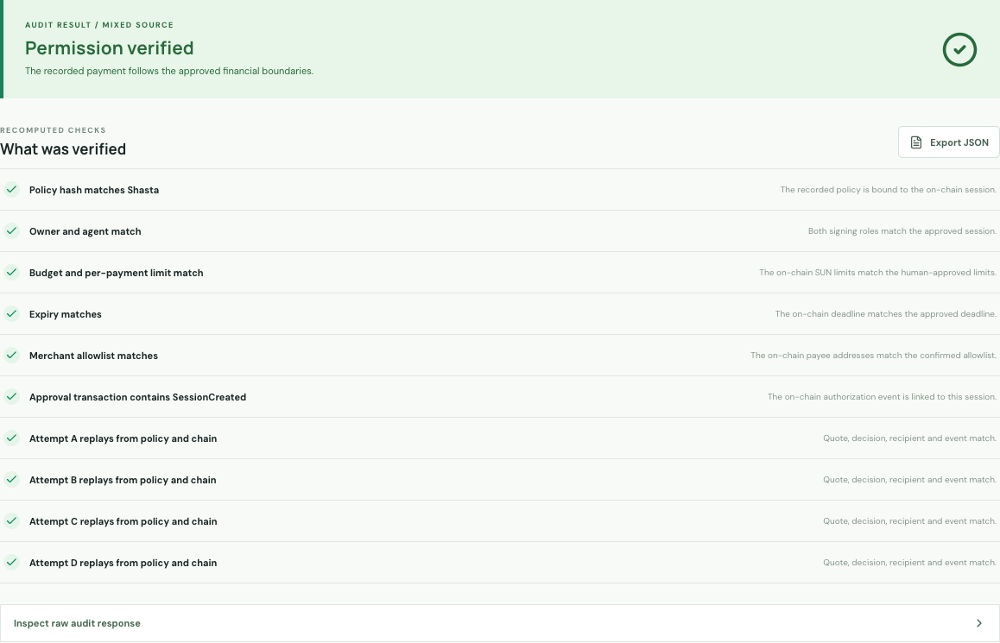 AUDIT RESULT / MIXED SOURCE
Permission verified
The recorded payment follows the approved financial boundaries.
RECOMPUTED CHECKS
What was verified
Export JSON
Policy hash matches Shasta
The recorded policy is bound to the on-chain session.
Owner and agent match
Both signing roles match the approved session.
Budget and per-payment limit match
The on-chain SUN limits match the human-approved limits.
Expiry matches
The on-chain deadline matches the approved deadline.
Merchant allowlist matches
The on-chain payee addresses match the confirmed allowlist.
Approval transaction contains SessionCreated
The on-chain authorization event is linked to this session.
Attempt A replays from policy and chain
Quote, decision, recipient and event match.
Attempt B replays from policy and chain
Quote, decision, recipient and event match.
Attempt C replays from policy and chain
Quote, decision, recipient and event match.
Attempt D replays from policy and chain
Quote, decision, recipient and event match.
Inspect raw audit response